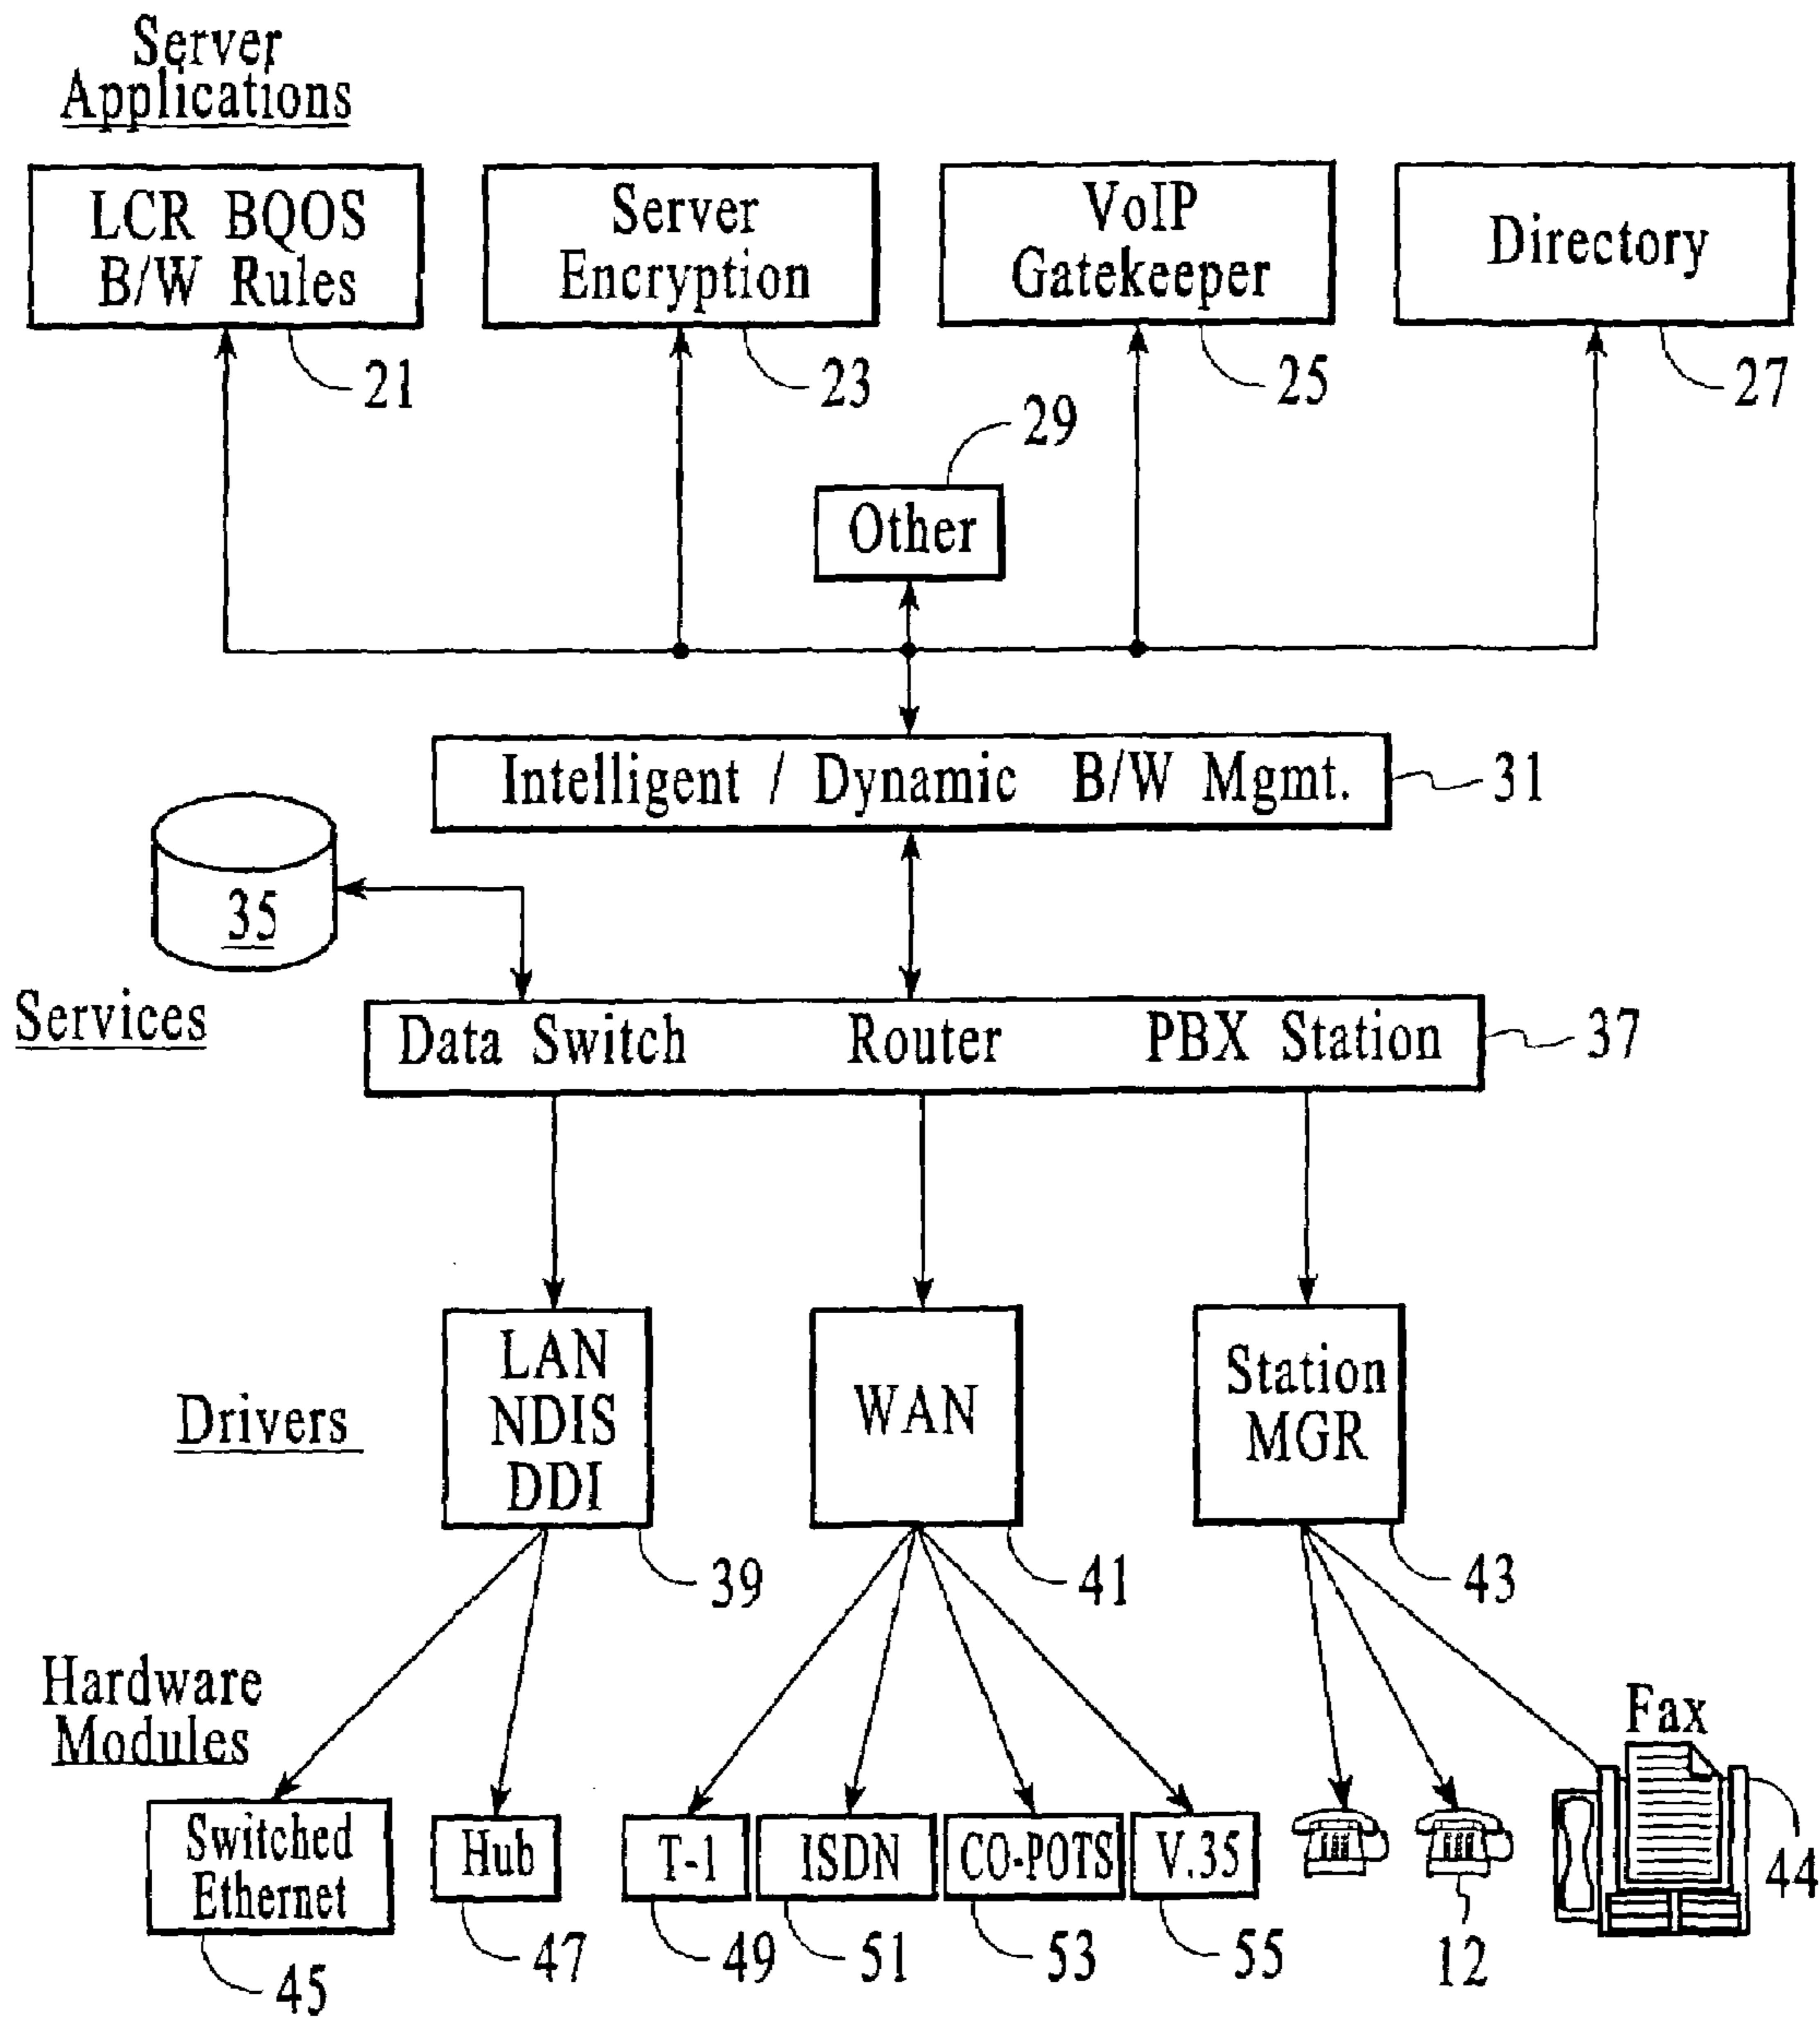 Server
Applications
LCR BQOS
B/W Rules
Server
Encryption
VoIP
Gatekeeper
Directory
21
23
25
27
29
Other
Intelligent / Dynamic B/W Mgmt.
31
35
Services
Data Switch Router PBX Station
37
Drivers
LAN
NDIS
DDI
WAN
Station
MGR
39
41
43
Hardware
Modules
Fax
Switched
Ethernet
Hub
T-1
ISDN
CO-POTS
V.35
44
45
47
49
51
53
55
12